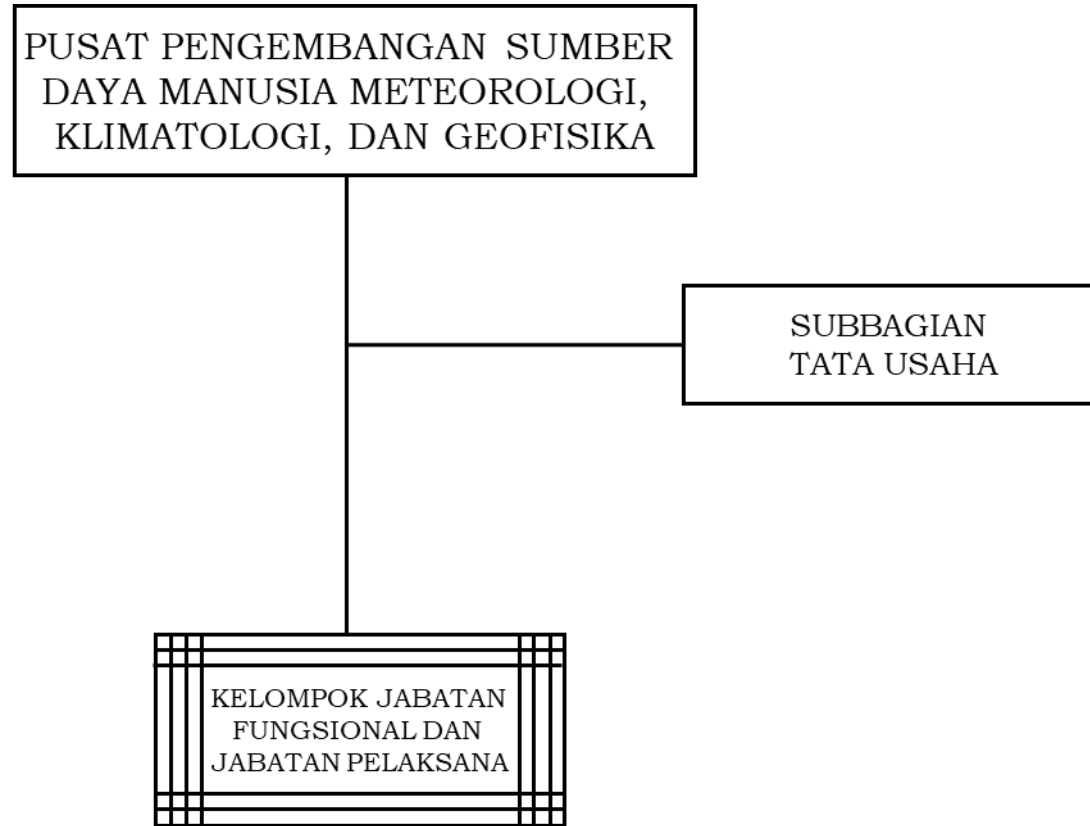 PUSAT PENGEMBANGAN SUMBER
DAYA MANUSIA METEOROLOGI,
KLIMATOLOGI, DAN GEOFISIKA
SUBBAGIAN
TATA USAHA
KELOMPOK JABATAN
FUNGSIONAL DAN
JABATAN PELAKSANA